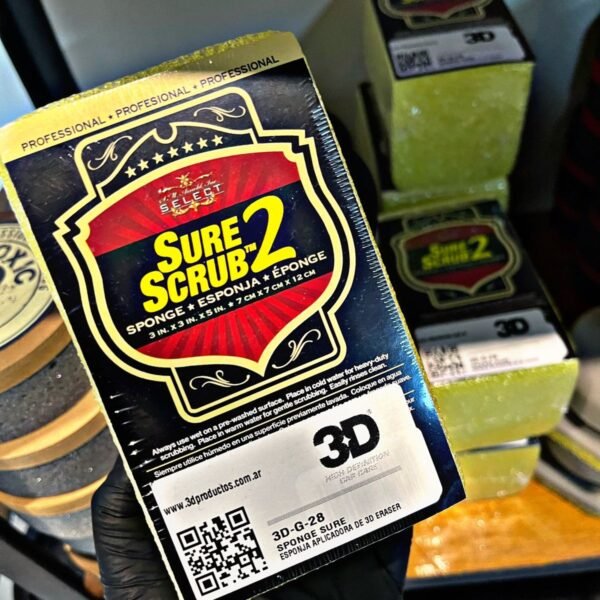 PROFESSIONAL • PROFESIONAL • PROFESSIONAL
SELECT
SURE
SCRUB™2
SPONGE ★ ESPONJA ★ ÉPONGE
3 IN. X 3 IN. X 5 IN. ★ 7 CM X 7 CM X 12 CM
Always use wet on a pre-washed surface. Place in cold water for heavy-duty
scrubbing. Place in warm water for gentle scrubbing. Easily rinses clean.
Siempre utilice húmedo en una superficie previamente lavada. Coloque en agua
www.3dproductos.com.ar
3D
HIGH DEFINITION
CAR CARE
3D-G-28
SPONGE SURE
ESPONJA APLICADORA DE 3D ERASER
3D
SURE
SCRUB 2
3D
OXIC